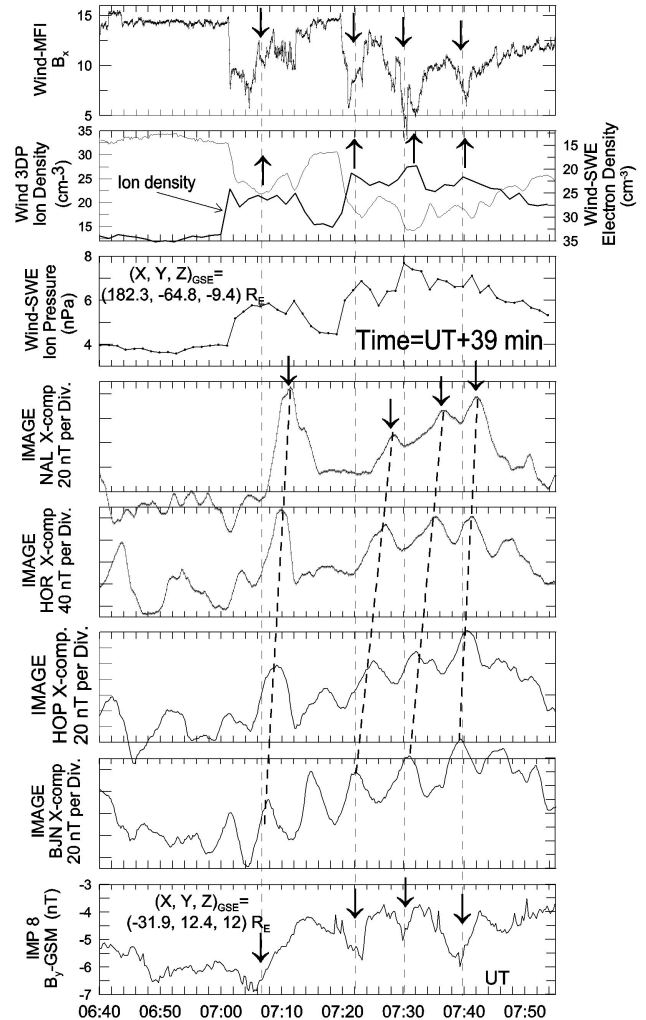 15
10
5
Wind-MFI
Bx
35
30
25
20
15
Wind 3DP
Ion Density
(cm-3)
Ion density
10
15
20
25
30
35
Wind-SWE
Electron Density
(cm-3)
8
6
4
Wind-SWE
Ion Pressure
(nPa)
(X, Y, Z)GSE=
(182.3, -64.8, -9.4) RE
Time=UT+39 min
IMAGE
NAL X-comp
20 nT per Div.
IMAGE
HOR X-comp
40 nT per Div.
IMAGE
HOP X-comp.
20 nT per Div.
IMAGE
BJN X-comp
20 nT per Div.
-3
-4
-5
-6
-7
IMP 8
By-GSM (nT)
(X, Y, Z)GSE=
(-31.9, 12.4, 12) RE
UT
06:40 06:50 07:00 07:10 07:20 07:30 07:40 07:50